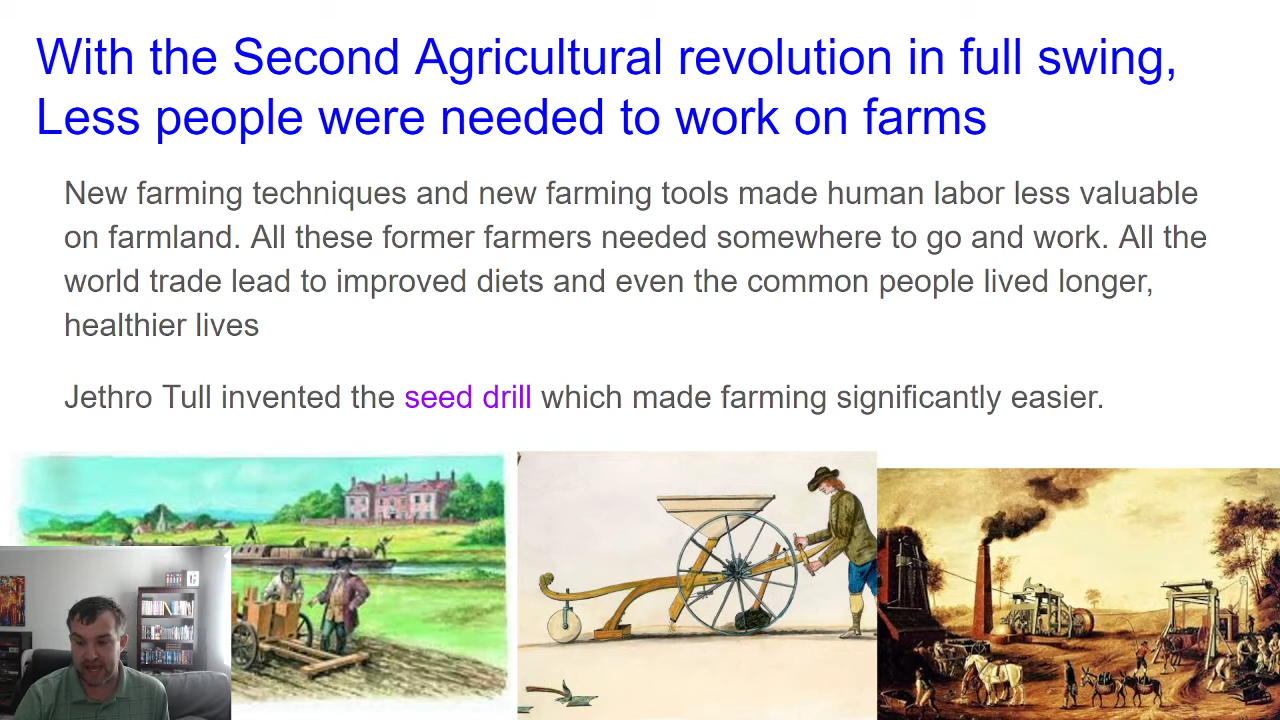 With the Second Agricultural revolution in full swing,
Less people were needed to work on farms
New farming techniques and new farming tools made human labor less valuable
on farmland. All these former farmers needed somewhere to go and work. All the
world trade lead to improved diets and even the common people lived longer,
healthier lives
Jethro Tull invented the seed drill which made farming significantly easier.